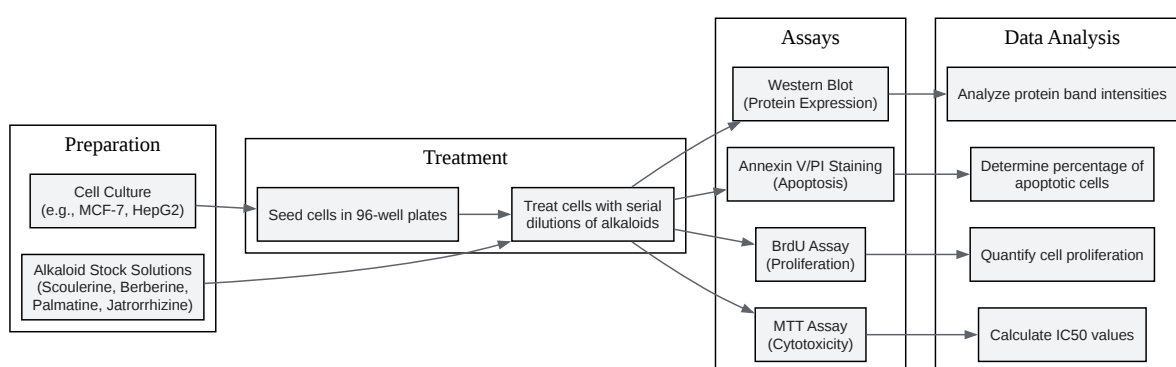 Preparation
Cell Culture
(e.g., MCF-7, HepG2)
Alkaloid Stock Solutions
(Scoulerine, Berberine,
Palmatine, Jatrorrhizine)
Treatment
Seed cells in 96-well plates
Treat cells with serial
dilutions of alkaloids
Assays
Western Blot
(Protein Expression)
Annexin V/PI Staining
(Apoptosis)
BrdU Assay
(Proliferation)
MTT Assay
(Cytotoxicity)
Data Analysis
Analyze protein band intensities
Determine percentage of
apoptotic cells
Quantify cell proliferation
Calculate IC50 values